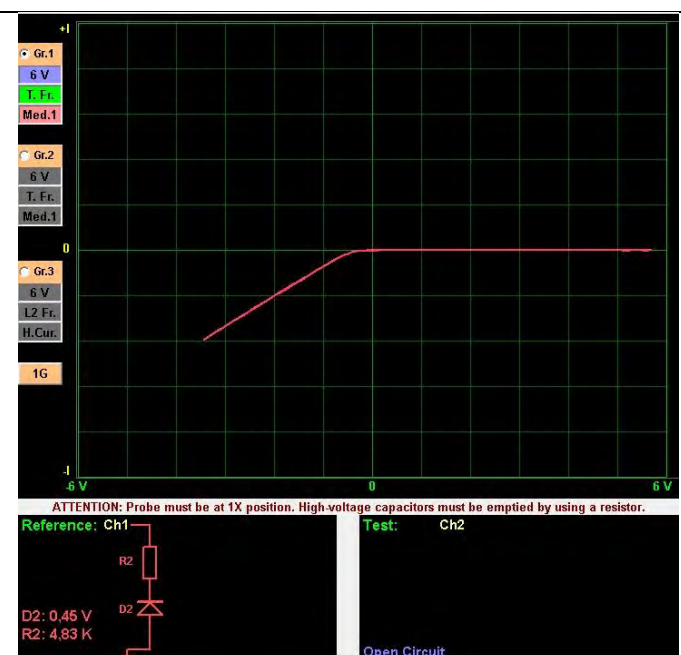 +I
Gr.1
6 V
T. Fr.
Med.1
Gr.2
6 V
T. Fr.
Med.1
0
Gr.3
6 V
L2 Fr.
H.Cur.
1G
-I
-6 V 0 6 V
ATTENTION: Probe must be at 1X position. High-voltage capacitors must be emptied by using a resistor.
Reference: Ch1
R2
D2
D2: 0,45 V
R2: 4,83 K
Test: Ch2
Open Circuit